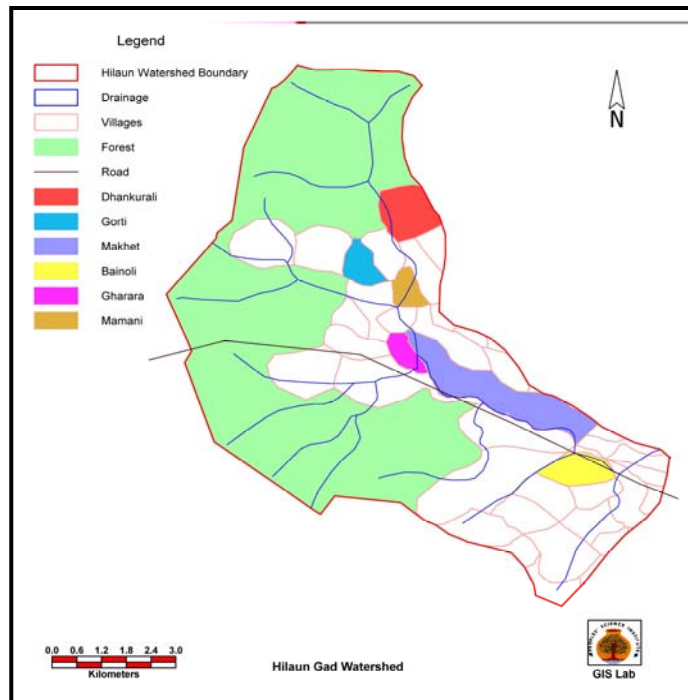 Legend
Hilaun Watershed Boundary
Drainage
Villages
Forest
Road
Dhankurali
Gorti
Makhet
Bainoli
Gharara
Mamani
N
0.0 0.6 1.2 1.8 2.4 3.0
Kilometers
Hilaun Gad Watershed
GIS Lab